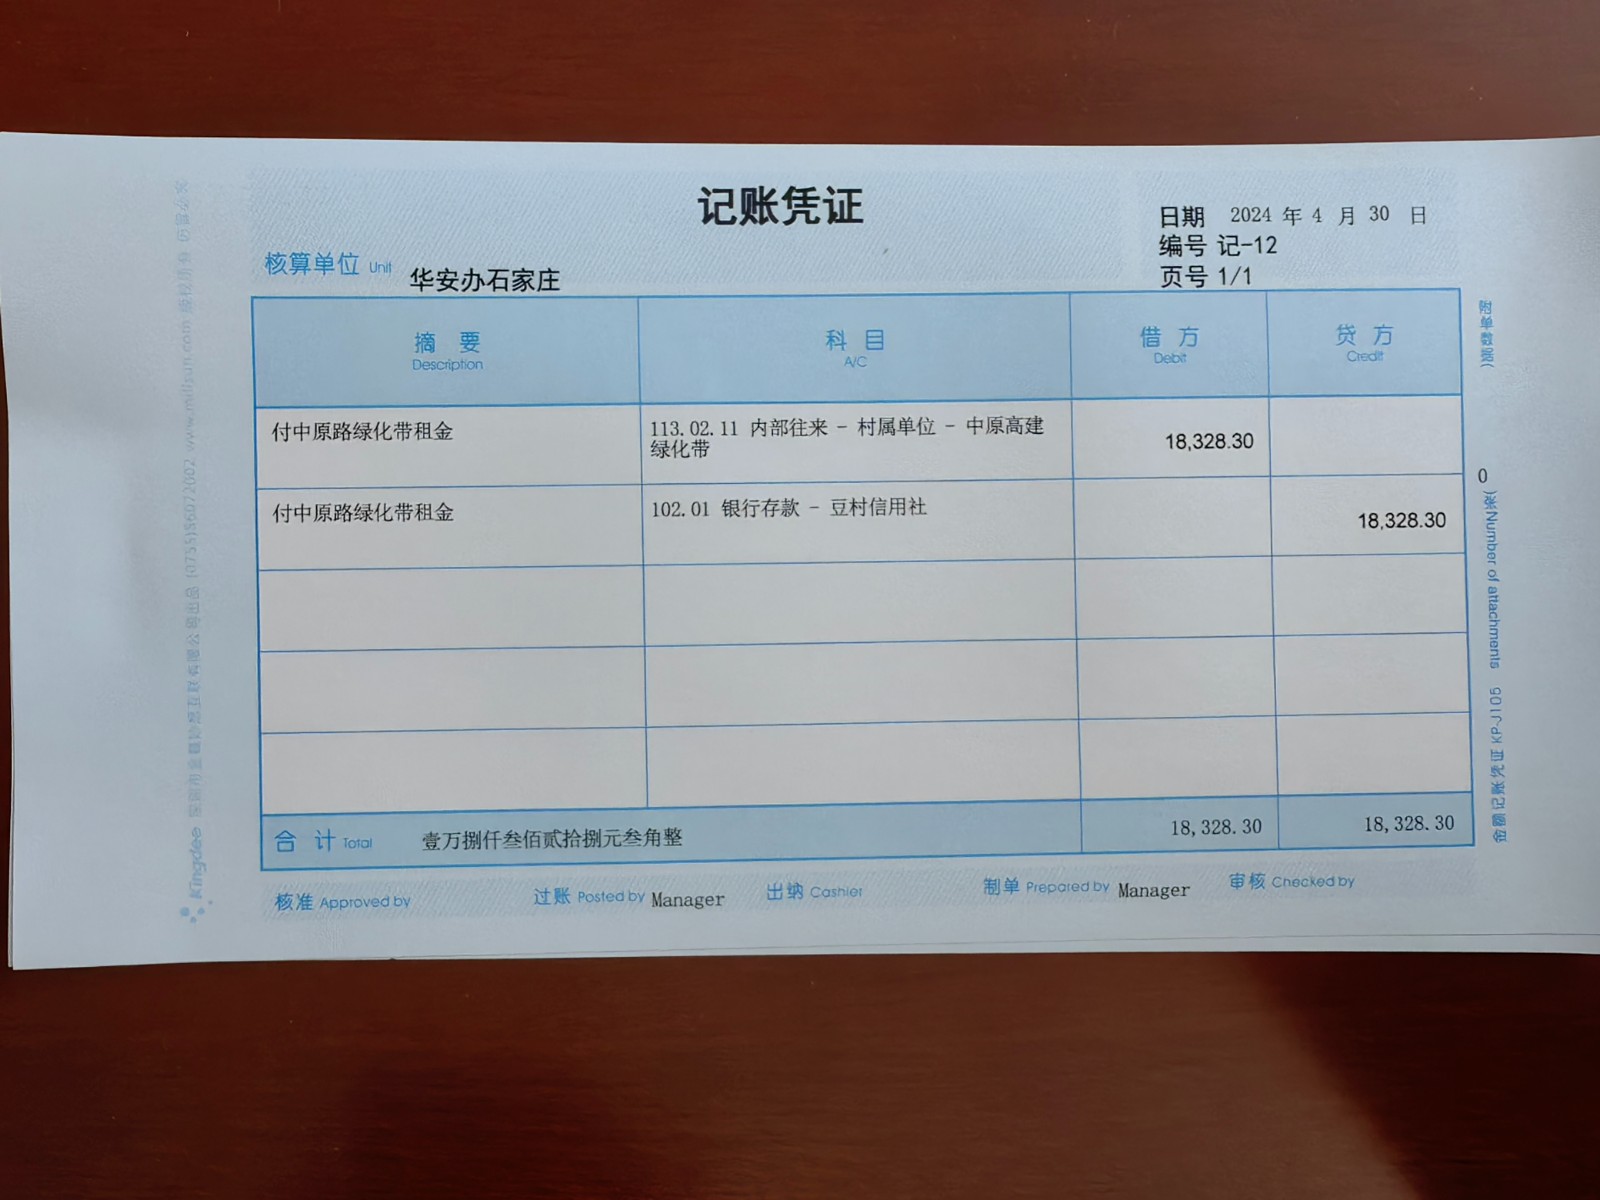 记账凭证
日期 2024 年 4 月 30 日
编号 记-12
页号 1/1
核算单位 Unit 华安办石家庄
摘要 科目 借方 贷方
Description A/C Debit Credit
付中原路绿化带租金 113.02.11 内部往来 - 村属单位 - 中原高建绿化带 18,328.30
付中原路绿化带租金 102.01 银行存款 - 豆村信用社 18,328.30
合计 Total 壹万捌仟叁佰贰拾捌元叁角整 18,328.30 18,328.30
核准 Approved by 过账 Posted by Manager 出纳 Cashier 制单 Prepared by Manager 审核 Checked by
附单数据)
0
(张Number of attachments
金额记账凭证 KP-J105
Kingdee